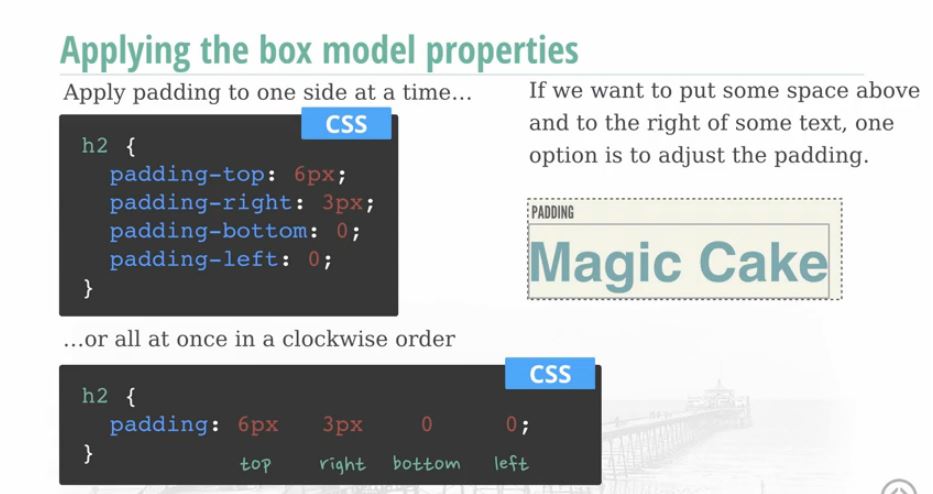 Applying the box model properties
Apply padding to one side at a time...
CSS
h2 {
padding-top: 6px;
padding-right: 3px;
padding-bottom: 0;
padding-left: 0;
}
If we want to put some space above
and to the right of some text, one
option is to adjust the padding.
PADDING
Magic Cake
...or all at once in a clockwise order
CSS
h2 {
padding: 6px 3px 0 0;
}
top right bottom left